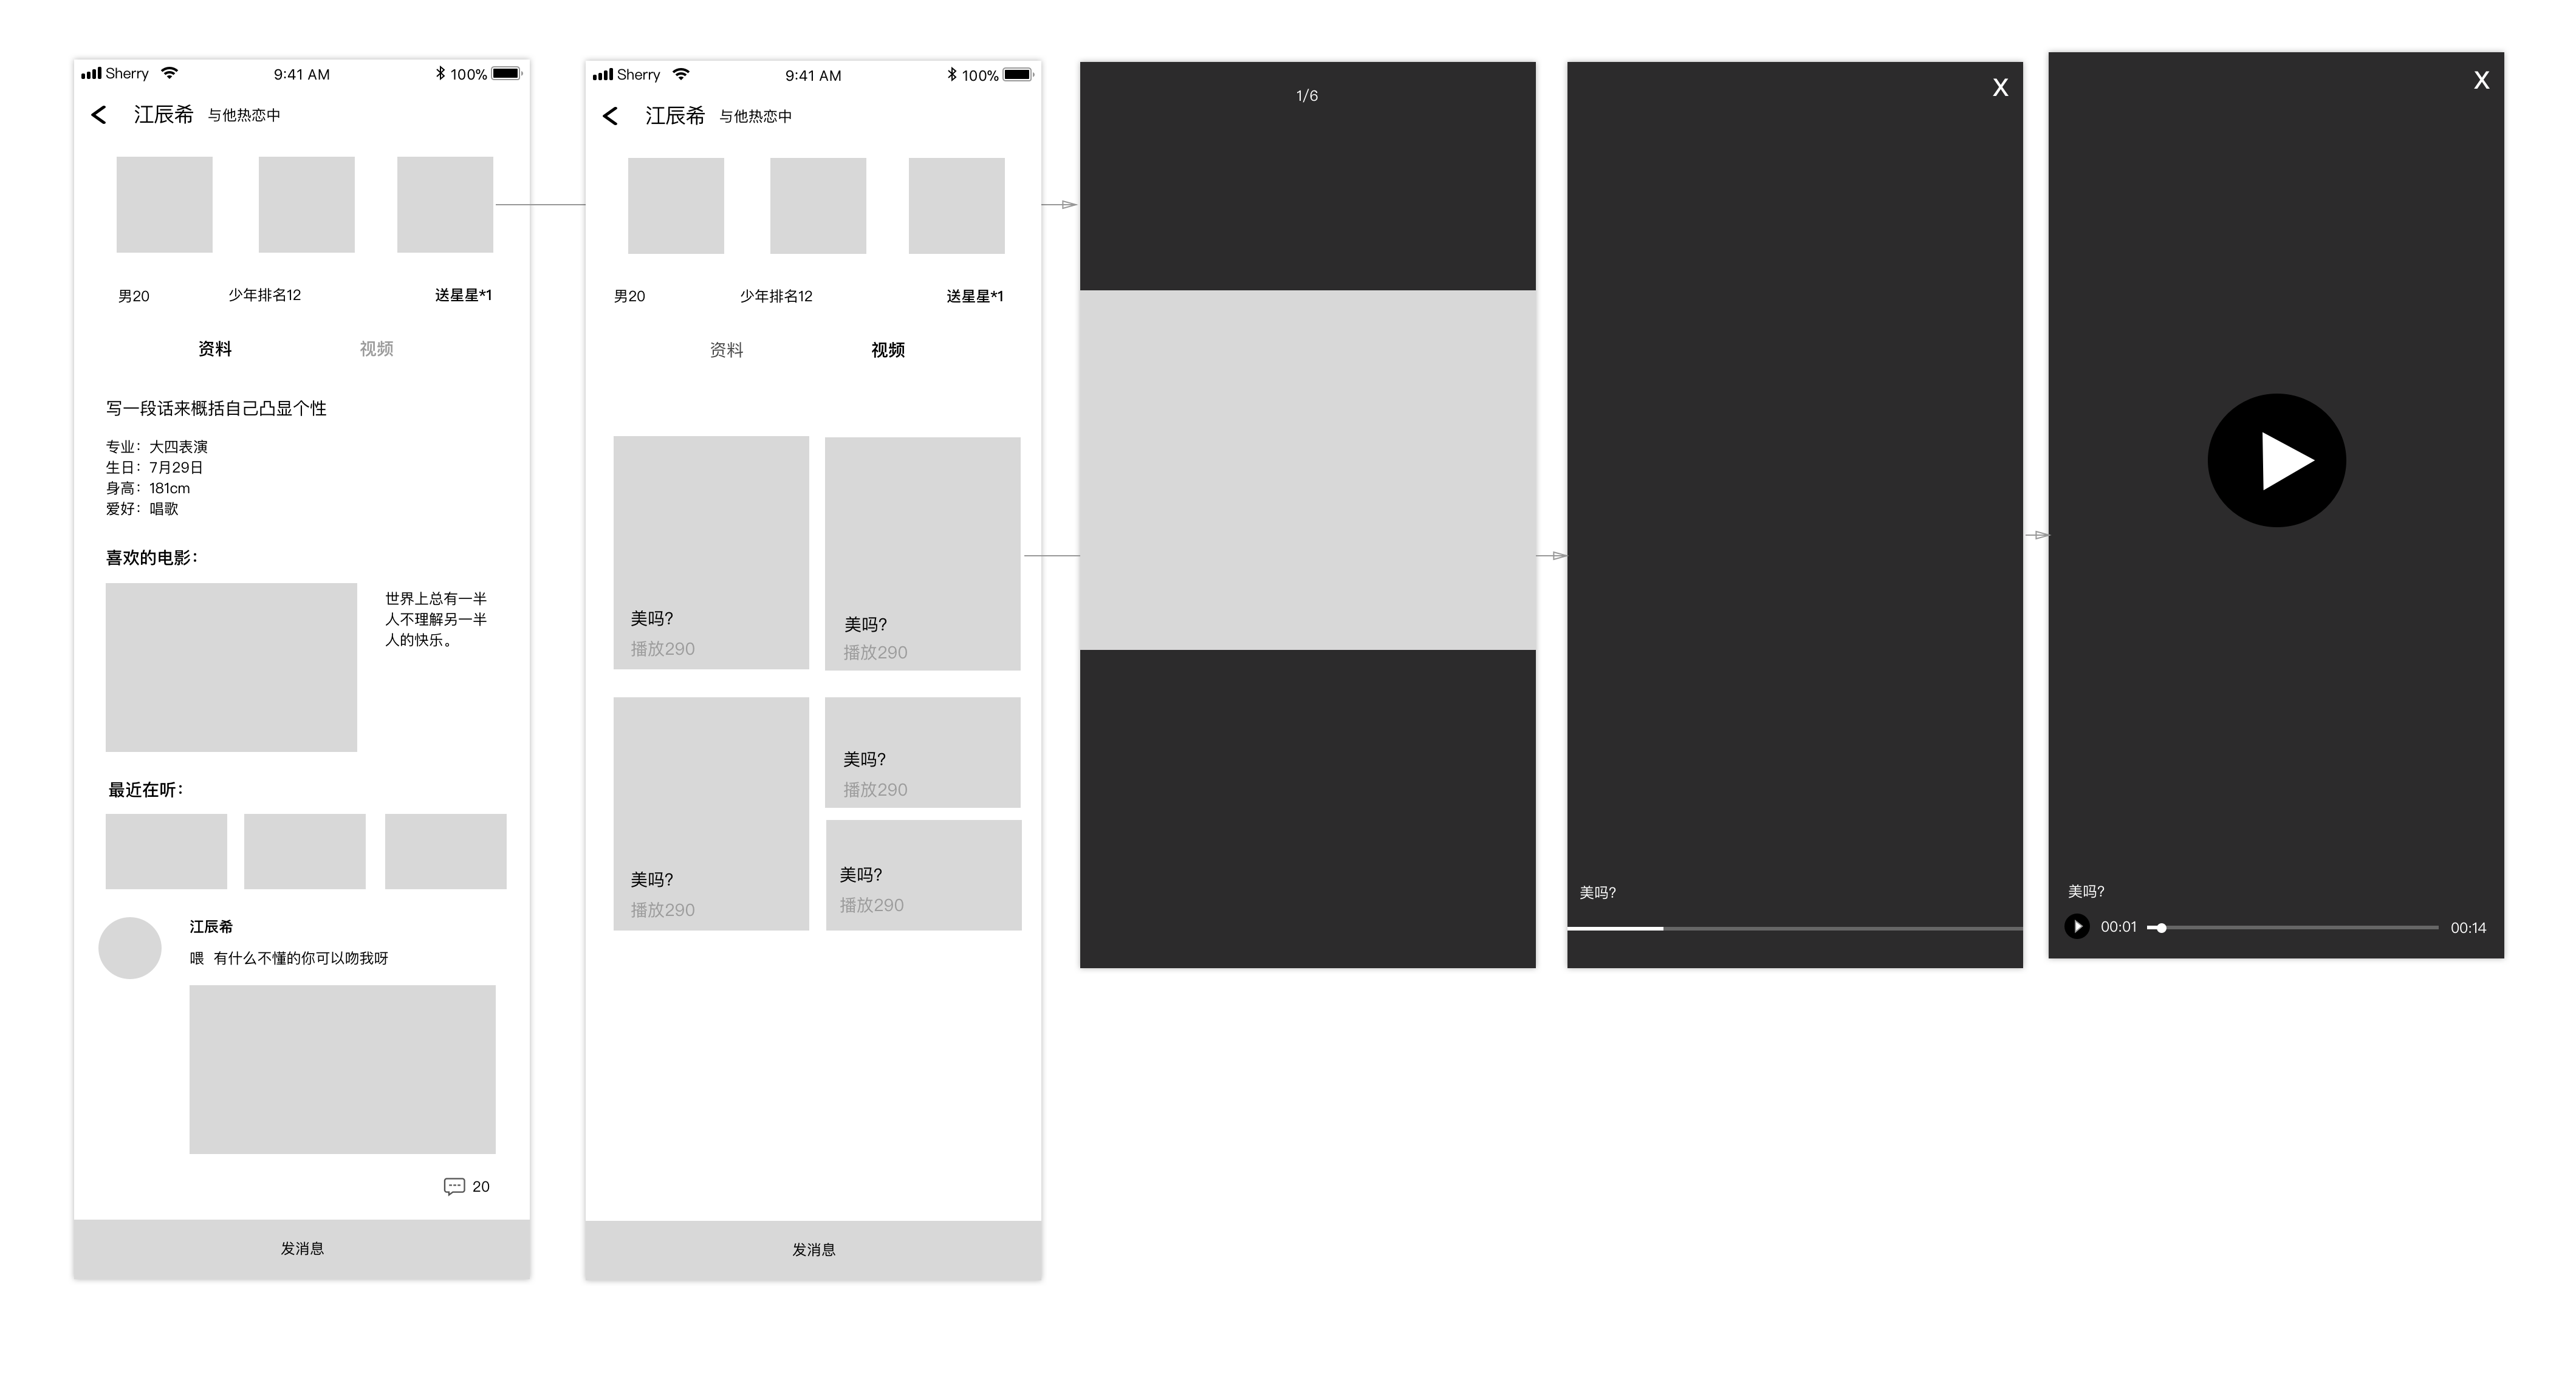 Sherry 9:41 AM 100%
江辰希 与他热恋中
男20 少年排名12 送星星*1
资料 视频
写一段话来概括自己凸显个性
专业：大四表演
生日：7月29日
身高：181cm
爱好：唱歌
喜欢的电影：
世界上总有一半
人不理解另一半
人的快乐。
最近在听：
江辰希
喂 有什么不懂的你可以吻我呀
20
发消息
Sherry 9:41 AM 100%
江辰希 与他热恋中
男20 少年排名12 送星星*1
资料 视频
美吗？
播放290
美吗？
播放290
美吗？
播放290
美吗？
播放290
美吗？
播放290
发消息
1/6
X
美吗？
X
美吗？
00:01 00:14